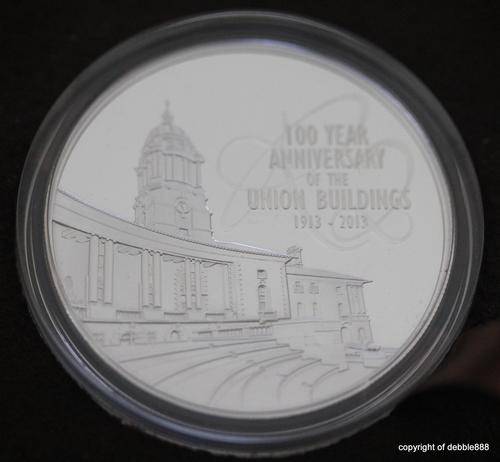 100 YEAR
ANNIVERSARY
OF THE
UNION BUILDINGS
1913 - 2013
copyright of debble888